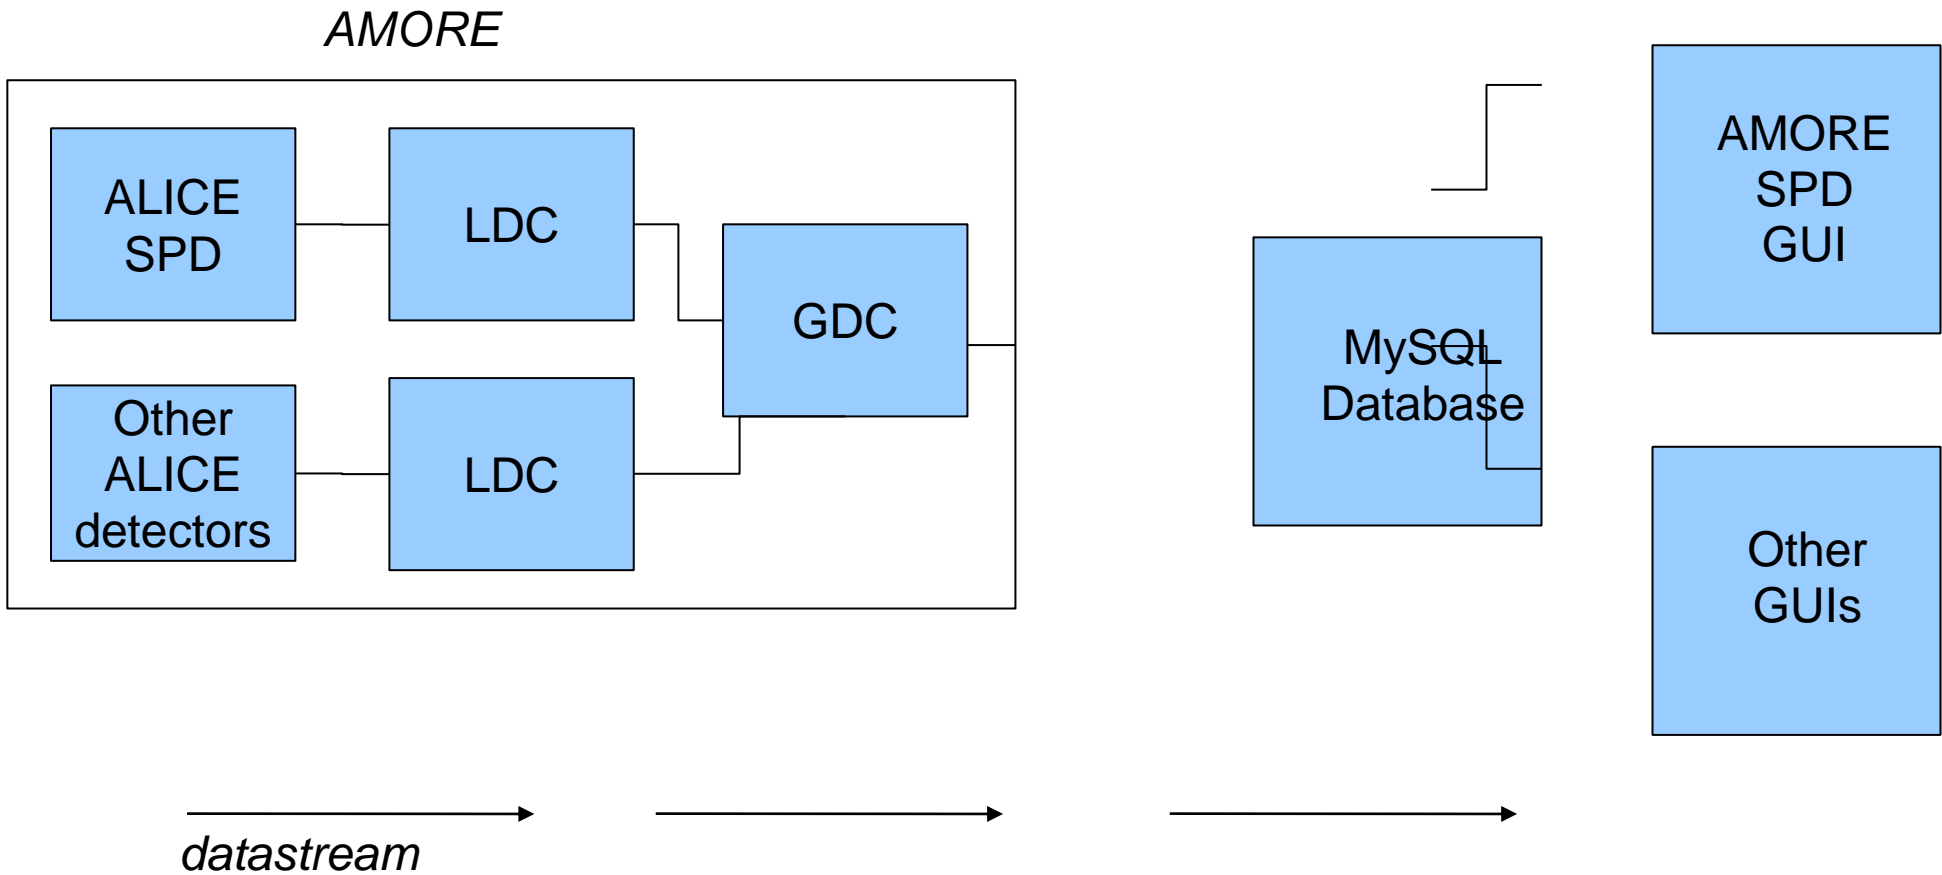 AMORE
ALICE
SPD
LDC
GDC
Other
ALICE
detectors
LDC
MySQL
Database
AMORE
SPD
GUI
Other
GUIs
datastream